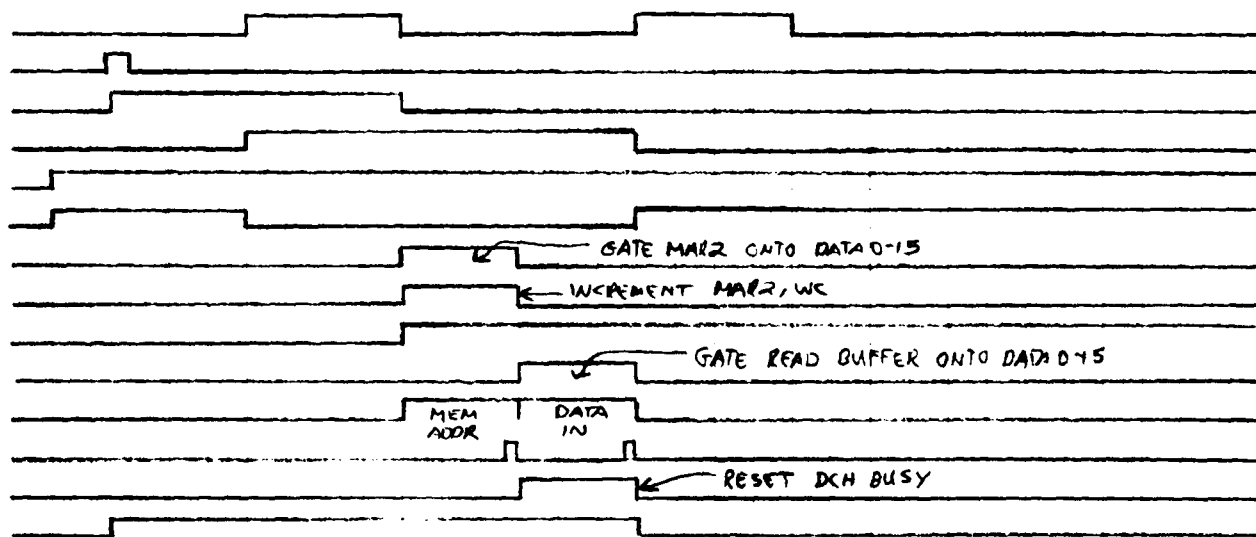 GATE MAR2 ONTO DATA 0-15
INCREMENT MAR2, WC
GATE READ BUFFER ONTO DATA 0-15
MEM
ADDR
DATA
IN
RESET DCH BUSY